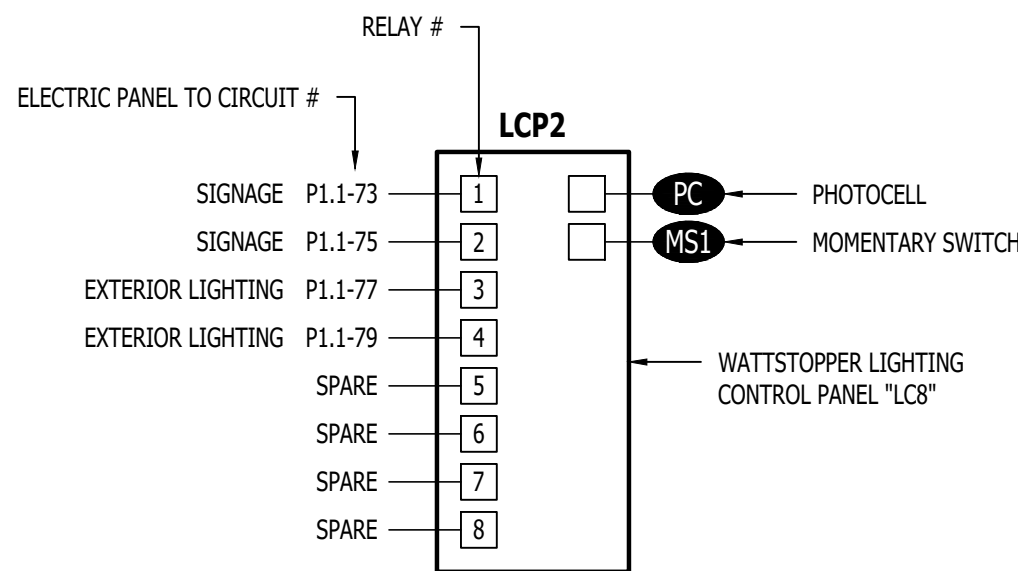 RELAY #
ELECTRIC PANEL TO CIRCUIT #
LCP2
SIGNAGE P1.1-73 1 PC PHOTOCELL
SIGNAGE P1.1-75 2 MS1 MOMENTARY SWITCH
EXTERIOR LIGHTING P1.1-77 3
EXTERIOR LIGHTING P1.1-79 4
WATTSTOPPER LIGHTING
CONTROL PANEL "LC8"
SPARE 5
SPARE 6
SPARE 7
SPARE 8